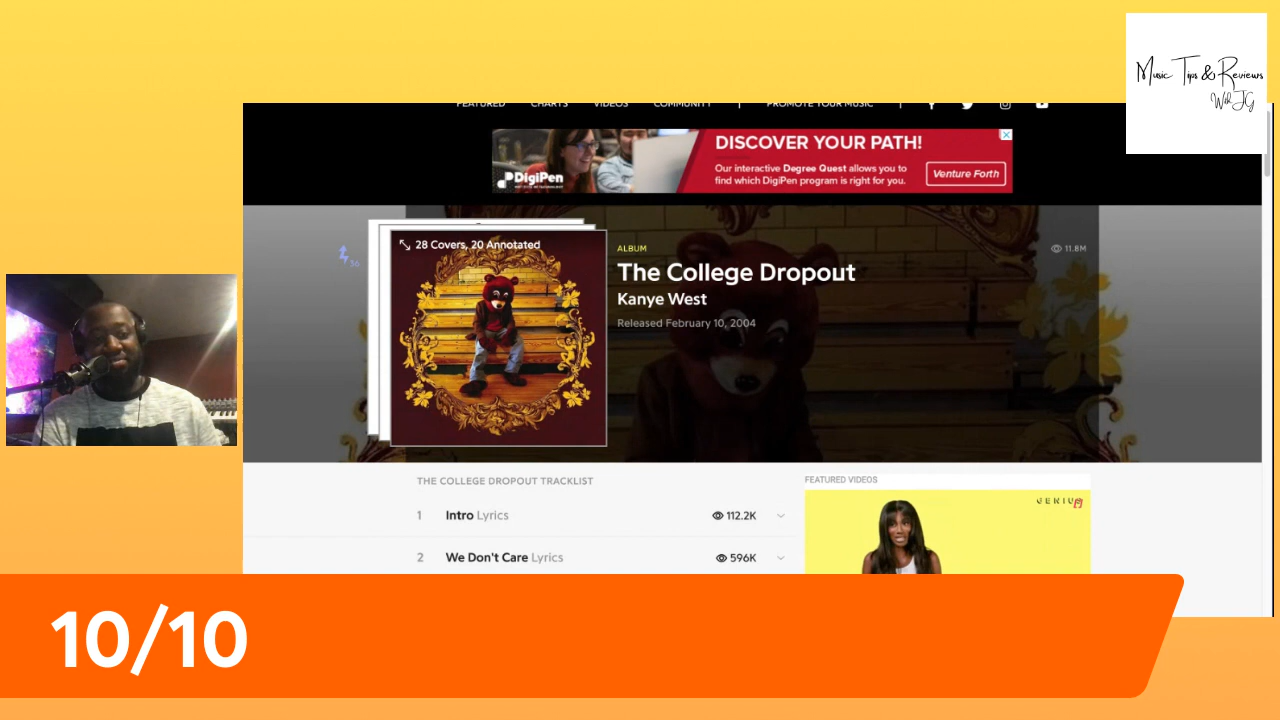 Music Tips & Reviews
With JG
FEATURED CHARTS VIDEOS COMMUNITY PROMOTE YOUR MUSIC
DISCOVER YOUR PATH!
Our interactive Degree Quest allows you to
find which DigiPen program is right for you.
Venture Forth
DigiPen
28 Covers, 20 Annotated
36
ALBUM
11.8M
The College Dropout
Kanye West
Released February 10, 2004
THE COLLEGE DROPOUT TRACKLIST
FEATURED VIDEOS
1 Intro Lyrics 112.2K
GENIUS
2 We Don't Care Lyrics 596K
10/10